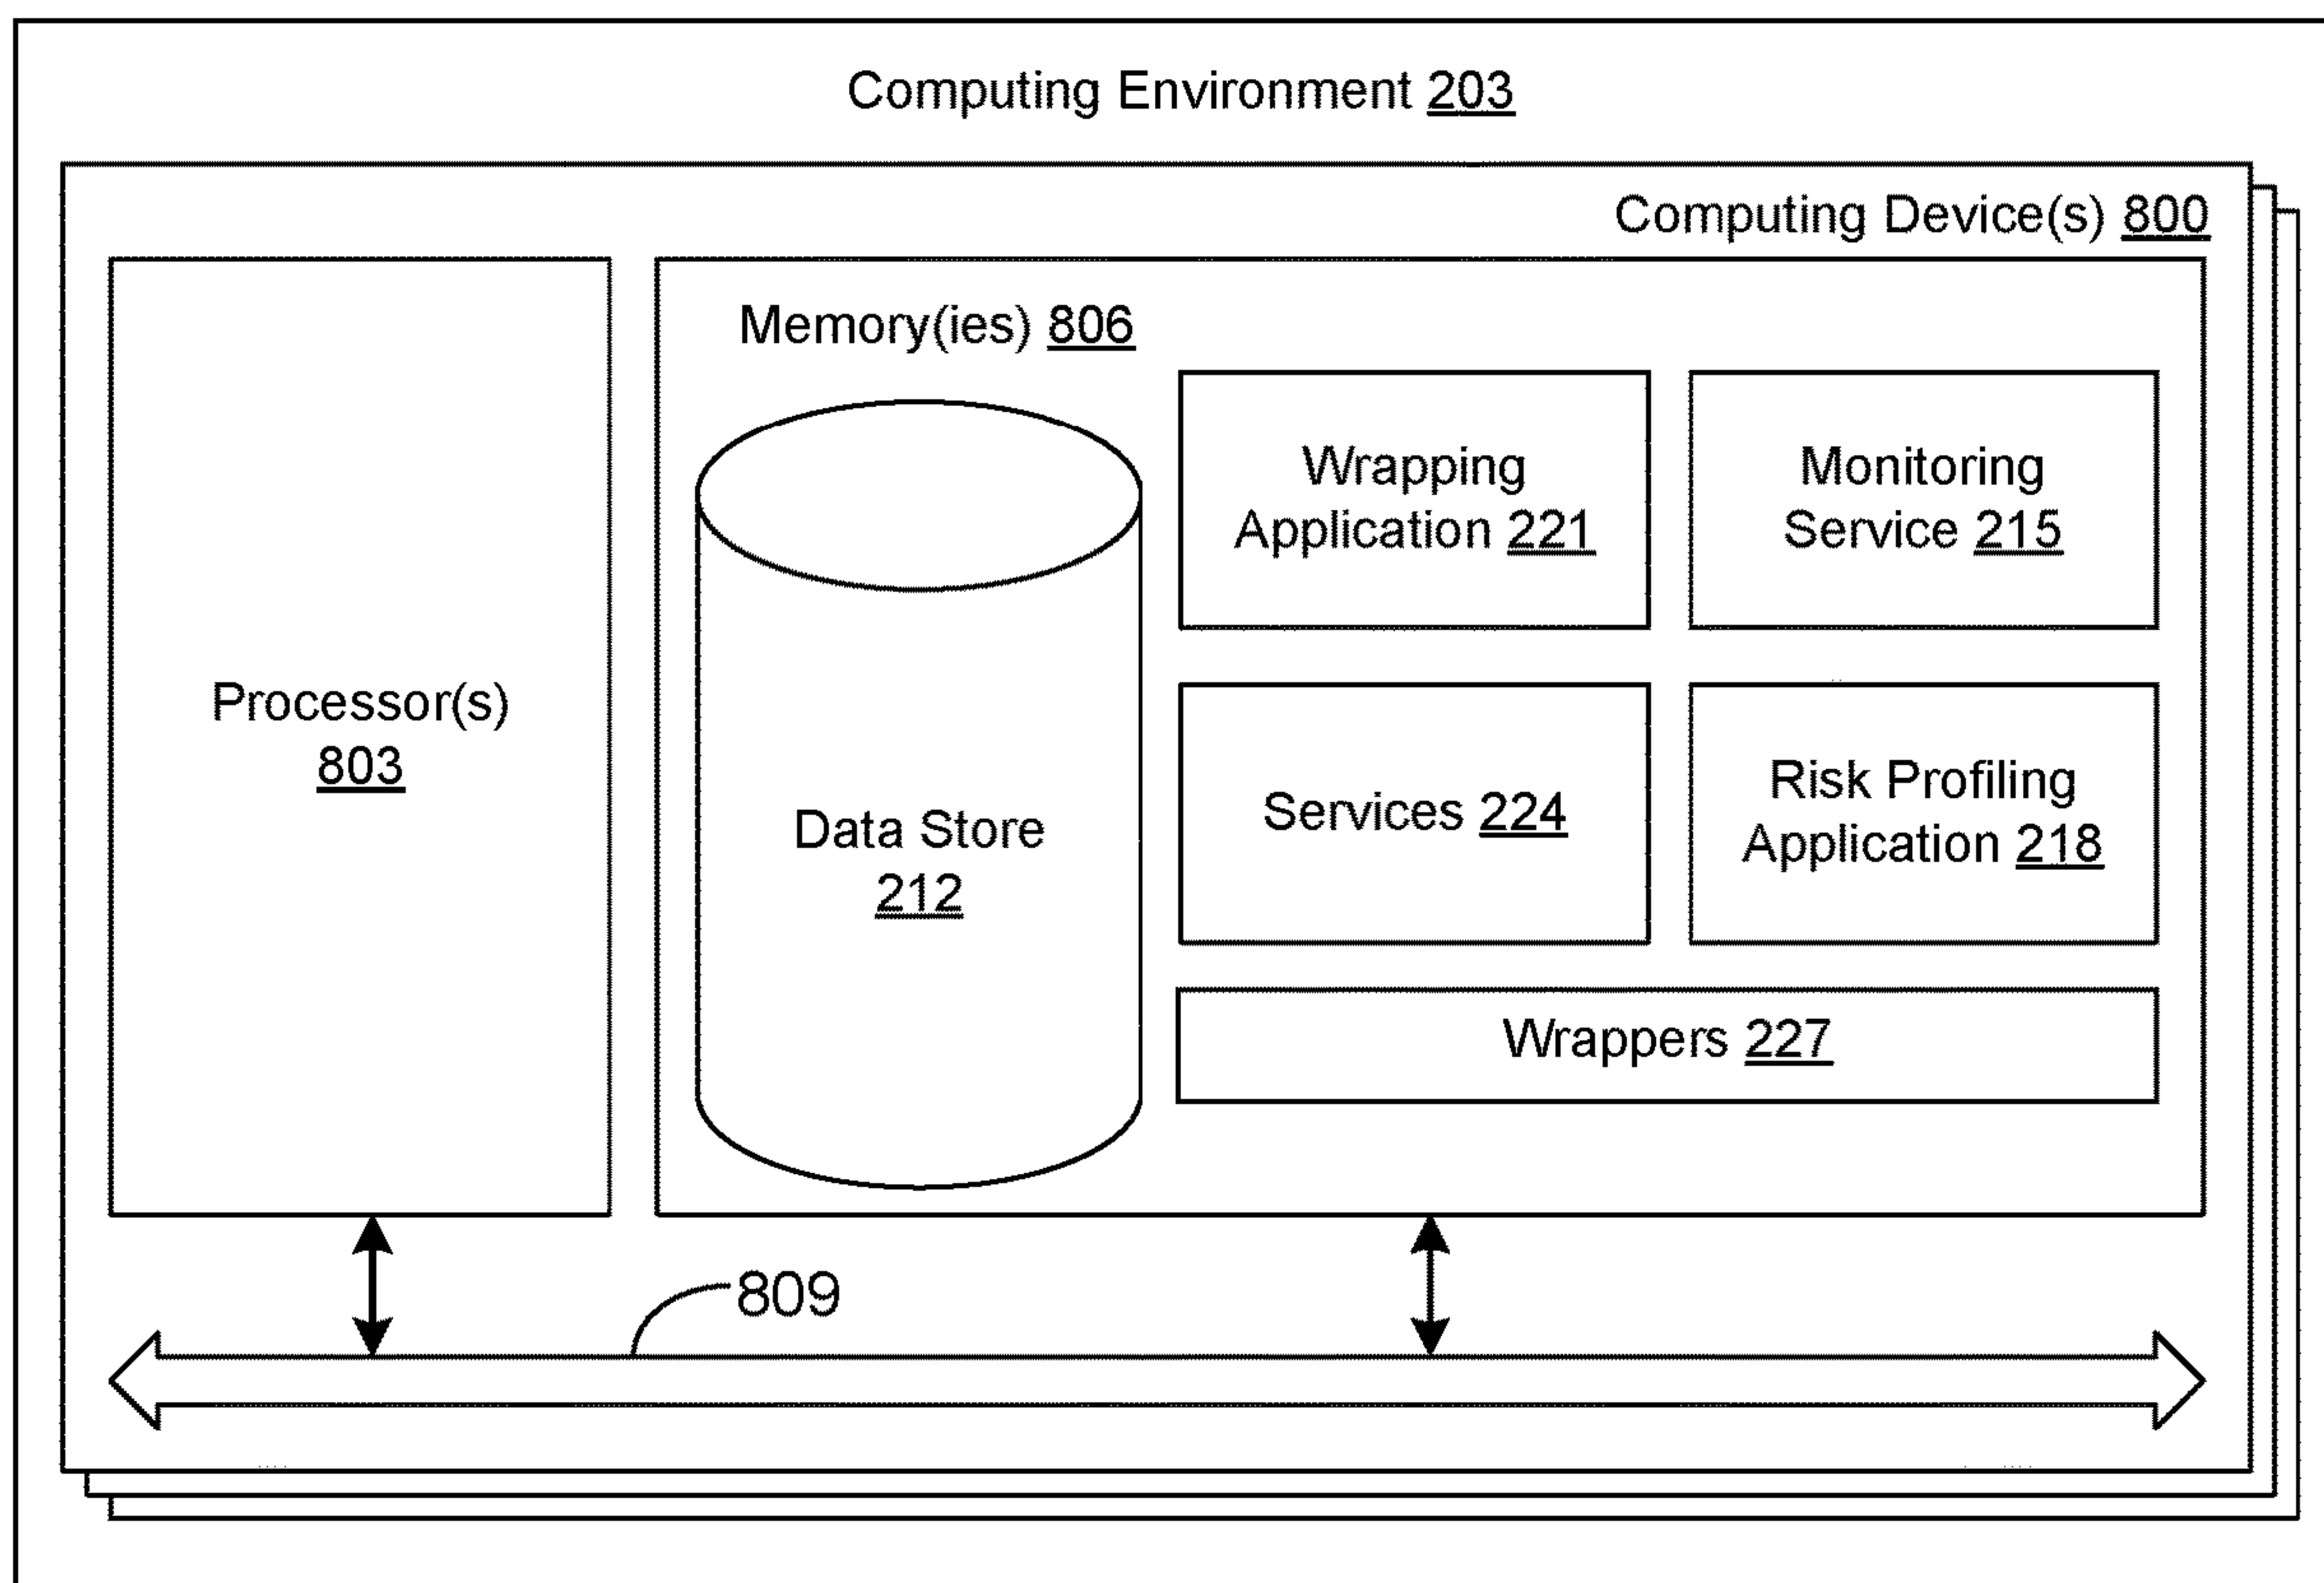 Computing Environment 203
Computing Device(s) 800
Processor(s)
803
Memory(ies) 806
Data Store
212
Wrapping
Application 221
Monitoring
Service 215
Services 224
Risk Profiling
Application 218
Wrappers 227
809